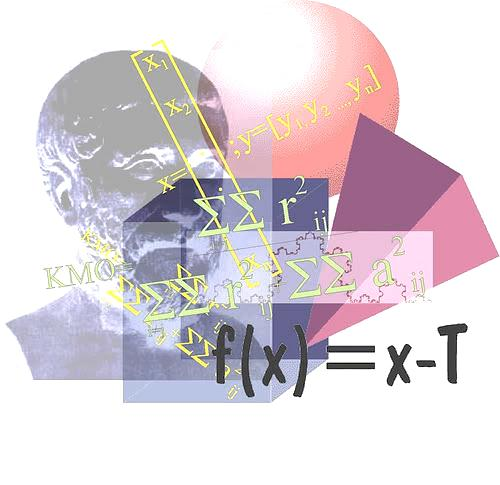 x₁
x₂
x=
;y=[y₁,y₂ ...,yₙ]
ΣΣ r²ij
KMO=
ΣΣ r²ij
ΣΣ a²ij
f(x)=x-T